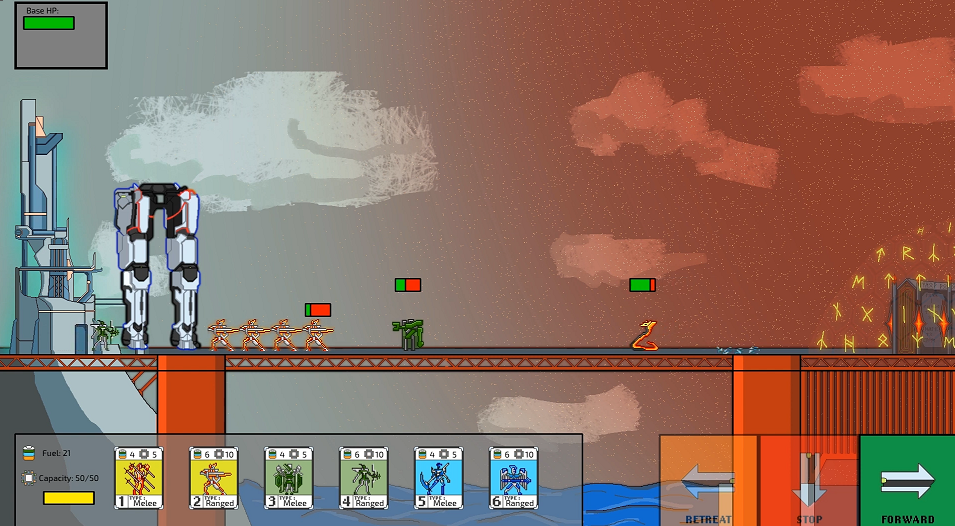 Base HP:
Fuel: 21
Capacity: 50/50
4 5
1 TYPE: Melee
6 10
2 TYPE: Ranged
4 5
3 TYPE: Melee
6 10
4 TYPE: Ranged
4 5
5 TYPE: Melee
6 10
6 TYPE: Ranged
RETREAT
STOP
FORWARD